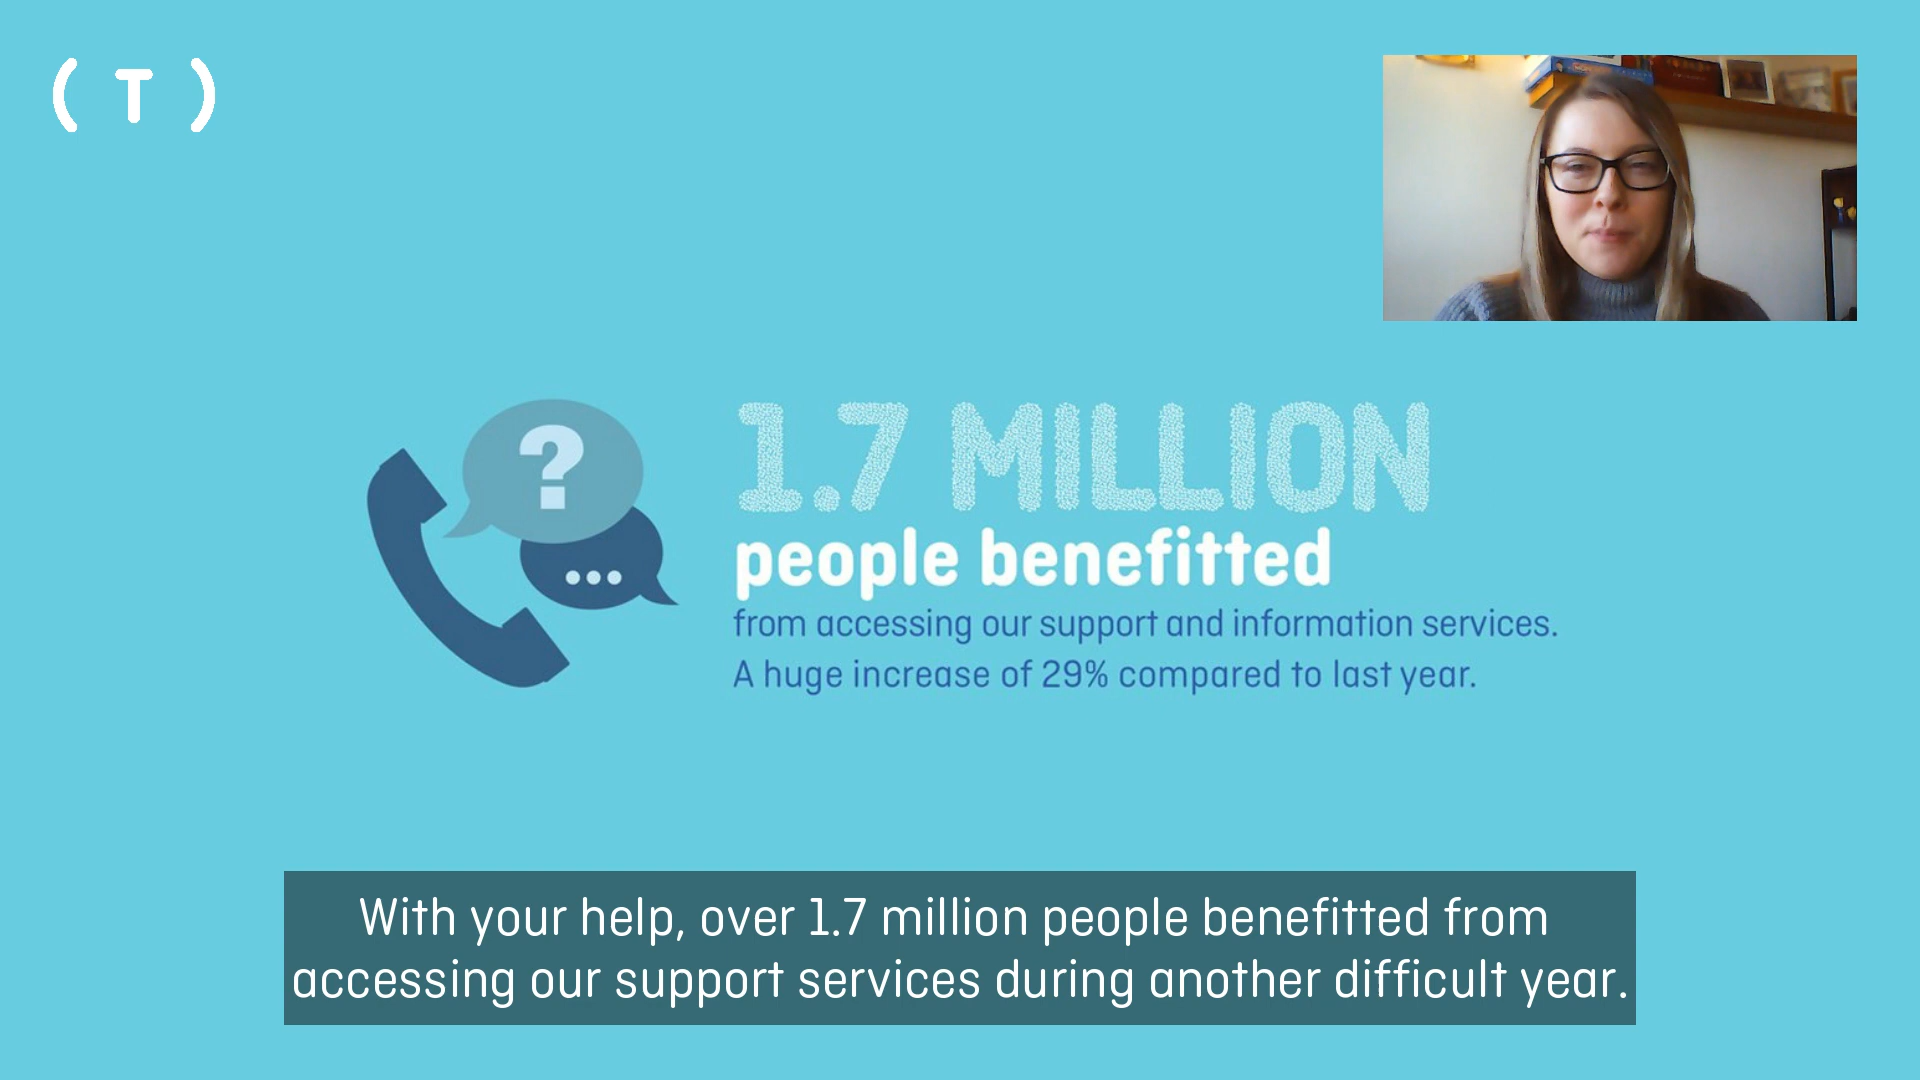 ( T )
?
1.7 MILLION
people benefitted
from accessing our support and information services.
A huge increase of 29% compared to last year.
With your help, over 1.7 million people benefitted from
accessing our support services during another difficult year.